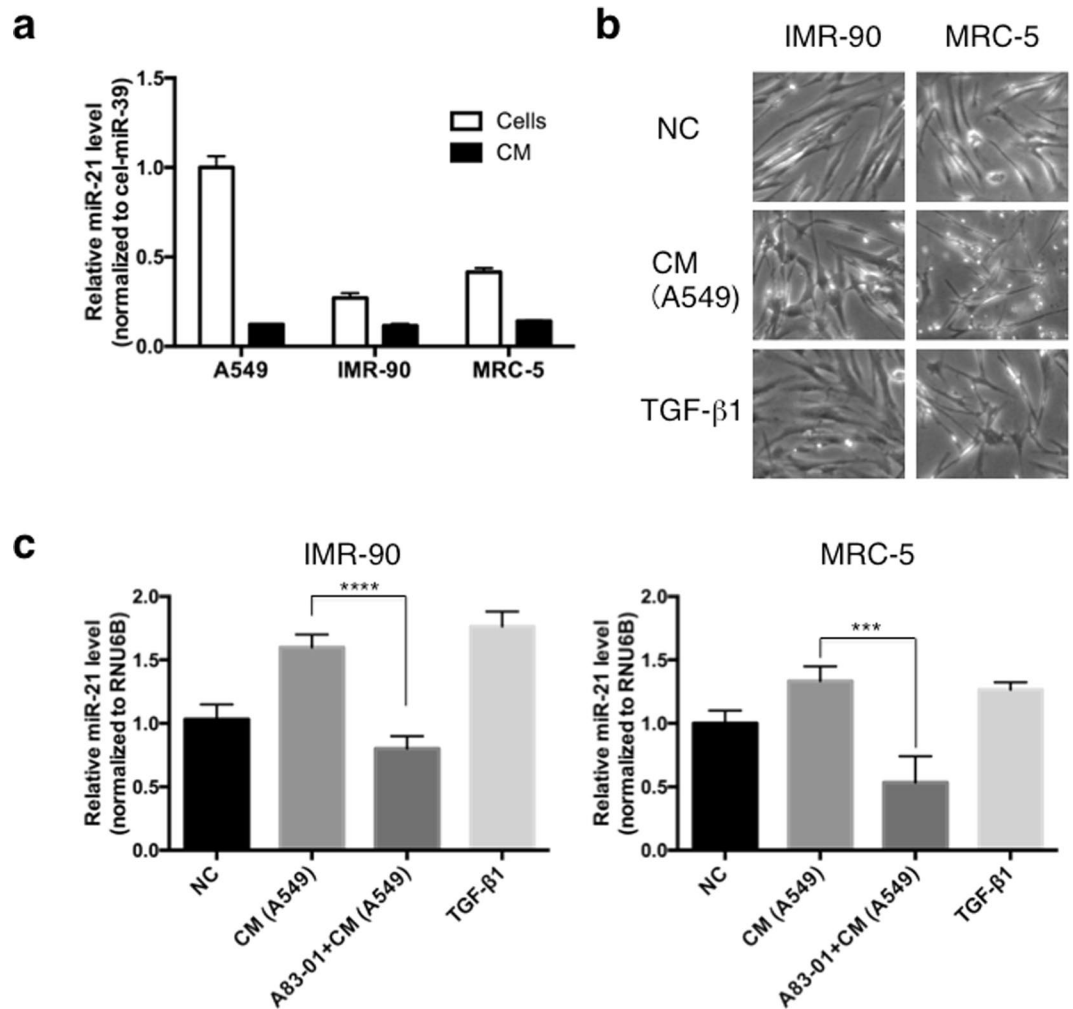 a
Relative miR-21 level
(normalized to cel-miR-39)
1.5
1.0
0.5
0.0
Cells
CM
A549
IMR-90
MRC-5
b
IMR-90
MRC-5
NC
CM
(A549)
TGF-β1
c
IMR-90
Relative miR-21 level
(normalized to RNU6B)
2.0
1.5
1.0
0.5
0.0
****
NC
CM (A549)
A83-01+CM (A549)
TGF-β1
MRC-5
Relative miR-21 level
(normalized to RNU6B)
2.0
1.5
1.0
0.5
0.0
***
NC
CM (A549)
A83-01+CM (A549)
TGF-β1